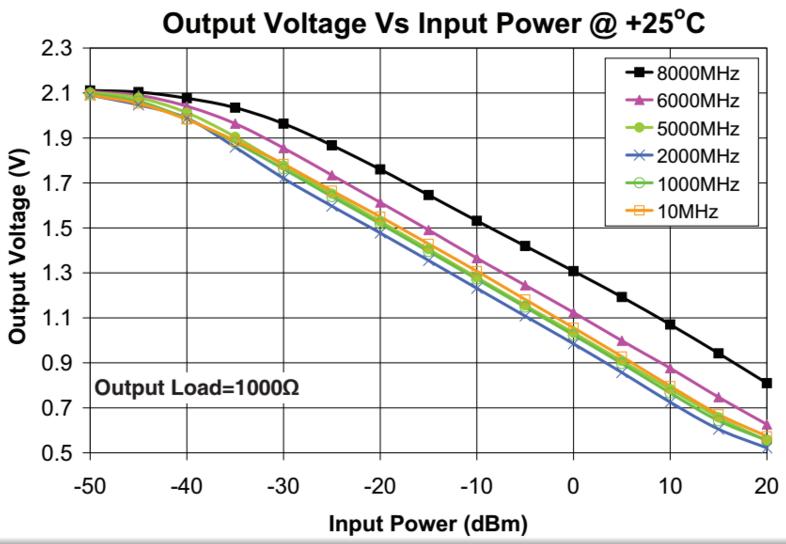 Output Voltage Vs Input Power @ +25°C
2.3
2.1
1.9
1.7
1.5
1.3
1.1
0.9
0.7
0.5
Output Voltage (V)
8000MHz
6000MHz
5000MHz
2000MHz
1000MHz
10MHz
Output Load=1000Ω
-50 -40 -30 -20 -10 0 10 20
Input Power (dBm)